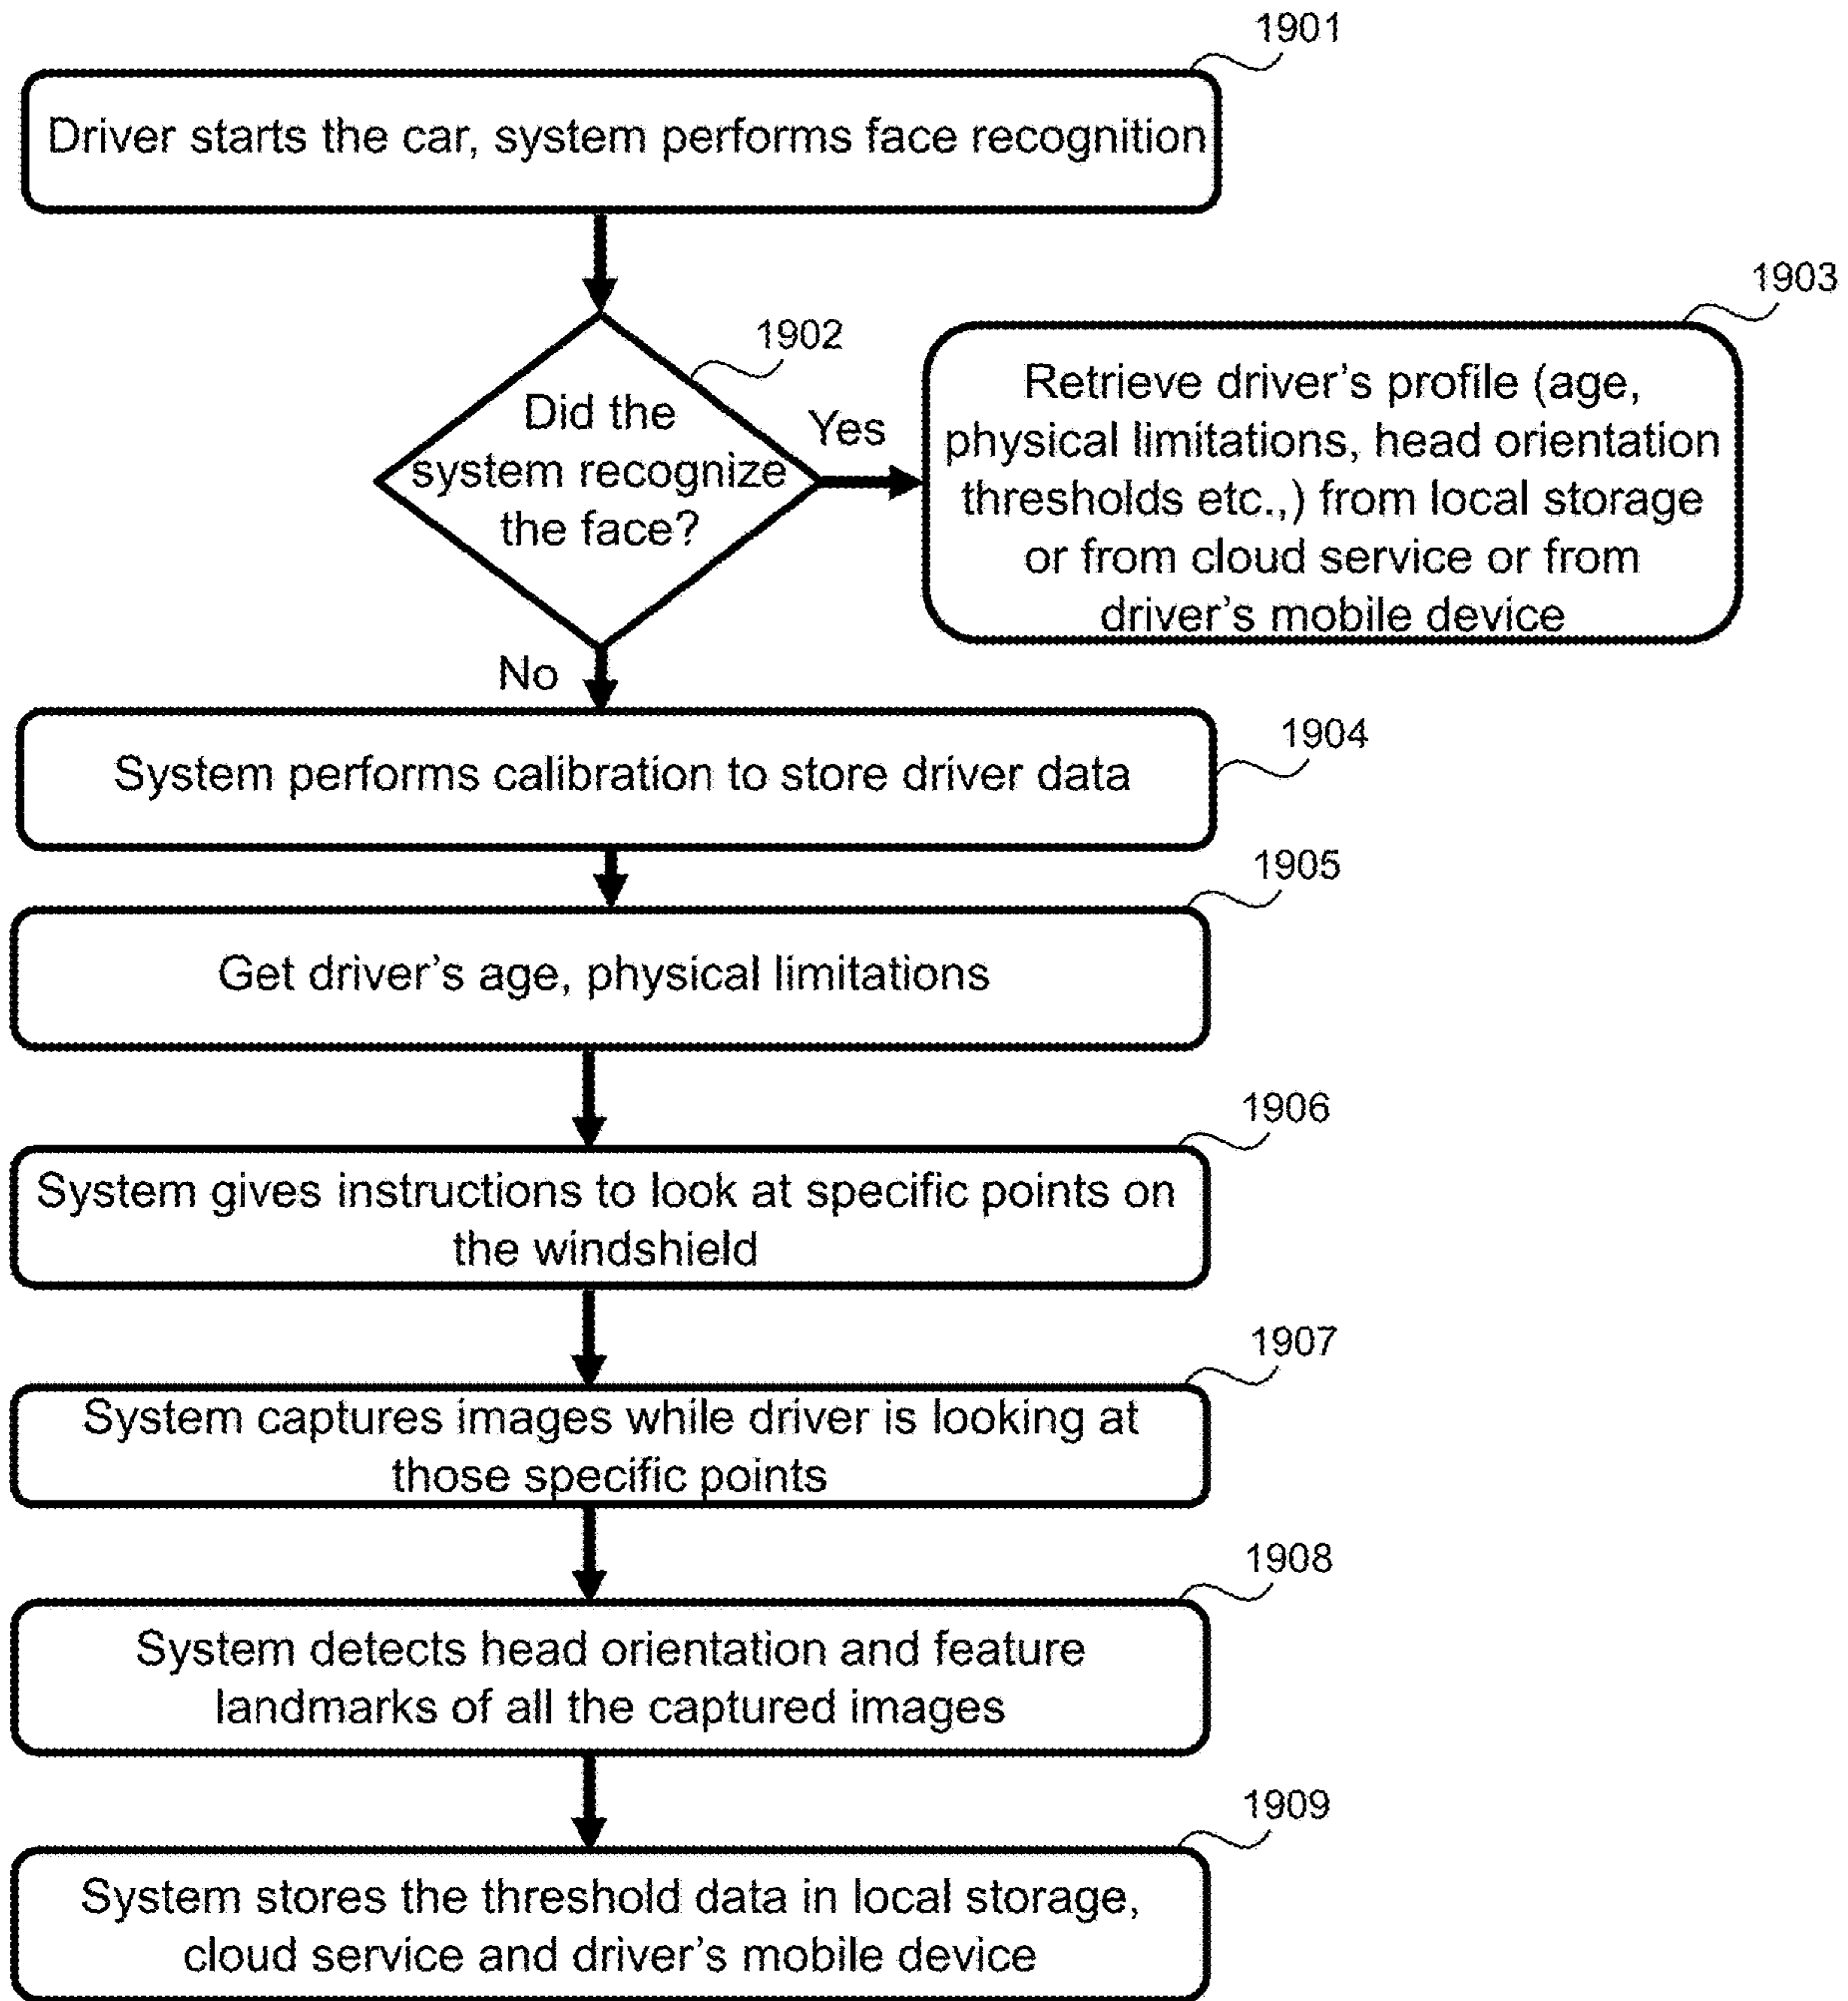 1901
Driver starts the car, system performs face recognition
1902
Did the
system recognize
the face?
Yes
No
1903
Retrieve driver's profile (age,
physical limitations, head orientation
thresholds etc.,) from local storage
or from cloud service or from
driver's mobile device
1904
System performs calibration to store driver data
1905
Get driver's age, physical limitations
1906
System gives instructions to look at specific points on
the windshield
1907
System captures images while driver is looking at
those specific points
1908
System detects head orientation and feature
landmarks of all the captured images
1909
System stores the threshold data in local storage,
cloud service and driver's mobile device